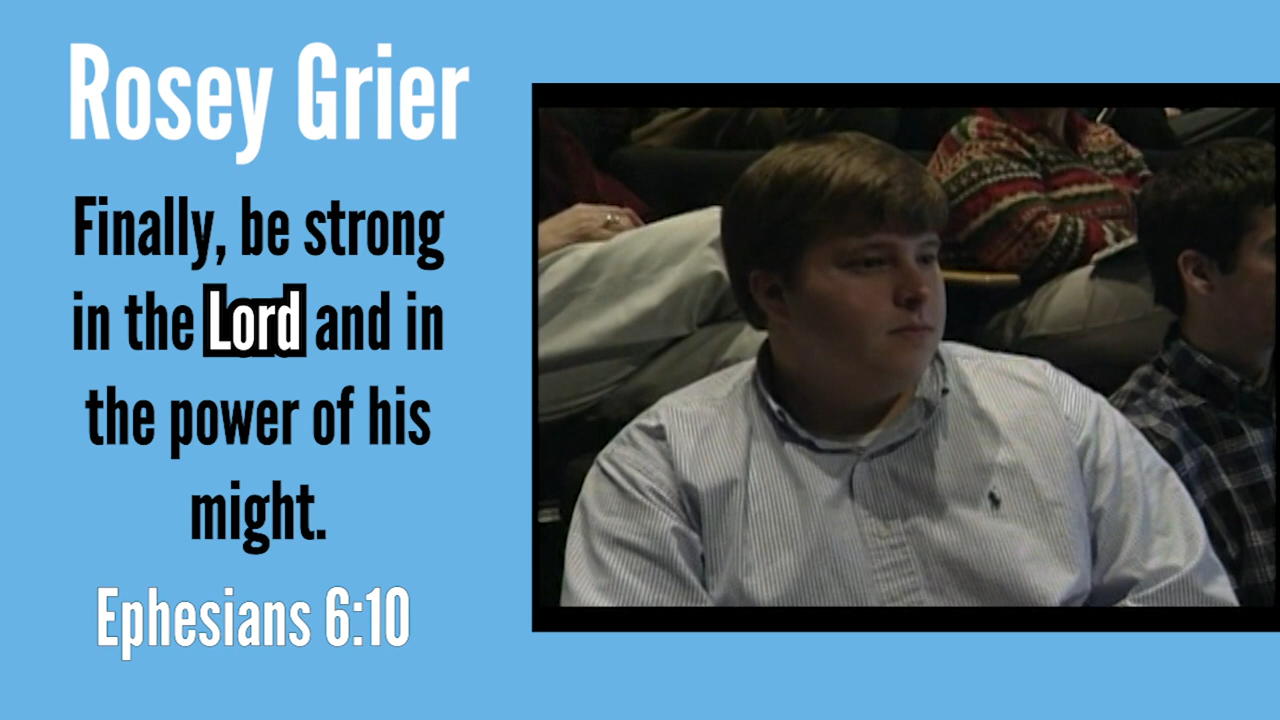 Rosey Grier
Finally, be strong
in the Lord and in
the power of his
might.
Ephesians 6:10